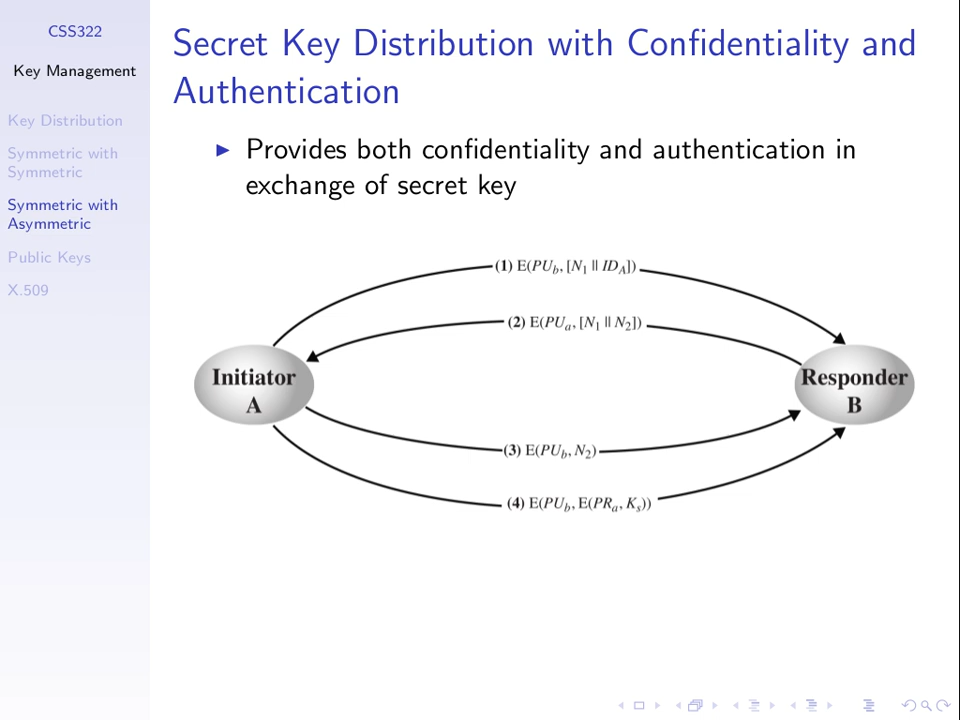 CSS322
Key Management
Key Distribution
Symmetric with
Symmetric
Symmetric with
Asymmetric
Public Keys
X.509
Secret Key Distribution with Confidentiality and
Authentication
► Provides both confidentiality and authentication in
exchange of secret key
(1) E(PU_b, [N_1 || ID_A])
(2) E(PU_a, [N_1 || N_2])
Initiator
A
Responder
B
(3) E(PU_b, N_2)
(4) E(PU_b, E(PR_a, K_s))